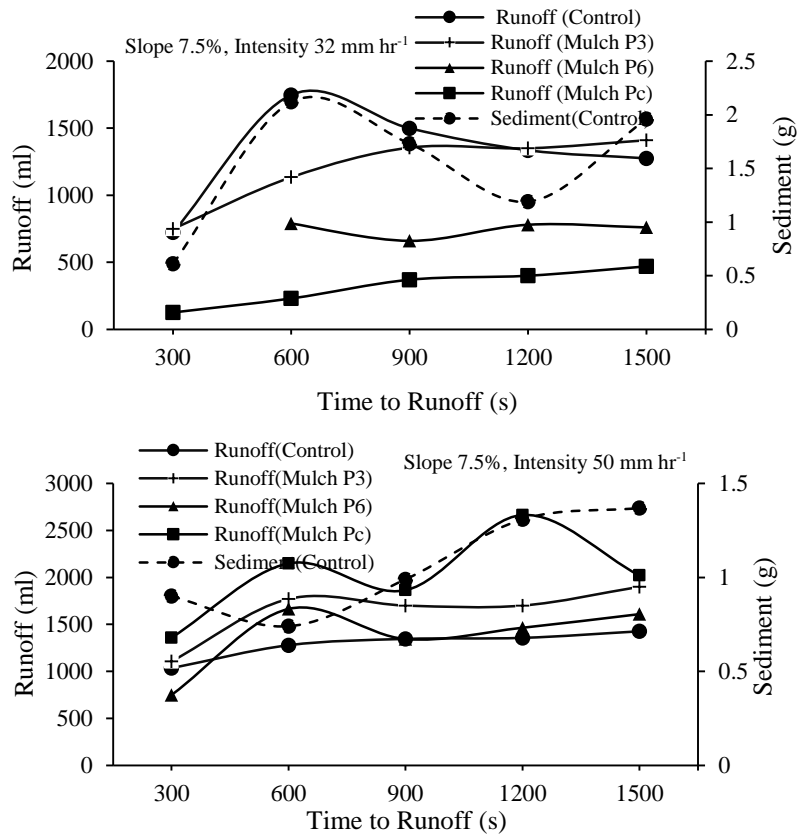 Slope 7.5%, Intensity 32 mm hr-1
Runoff (Control)
Runoff (Mulch P3)
Runoff (Mulch P6)
Runoff (Mulch Pc)
Sediment(Control)
Runoff (ml)
2000
1500
1000
500
0
2.5
2
1.5
1
0.5
0
Sediment (g)
300 600 900 1200 1500
Time to Runoff (s)
Runoff(Control)
Runoff(Mulch P3)
Runoff(Mulch P6)
Runoff(Mulch Pc)
Sediment(Control)
Slope 7.5%, Intensity 50 mm hr-1
Runoff (ml)
3000
2500
2000
1500
1000
500
0
1.5
1
0.5
0
Sediment (g)
300 600 900 1200 1500
Time to Runoff (s)